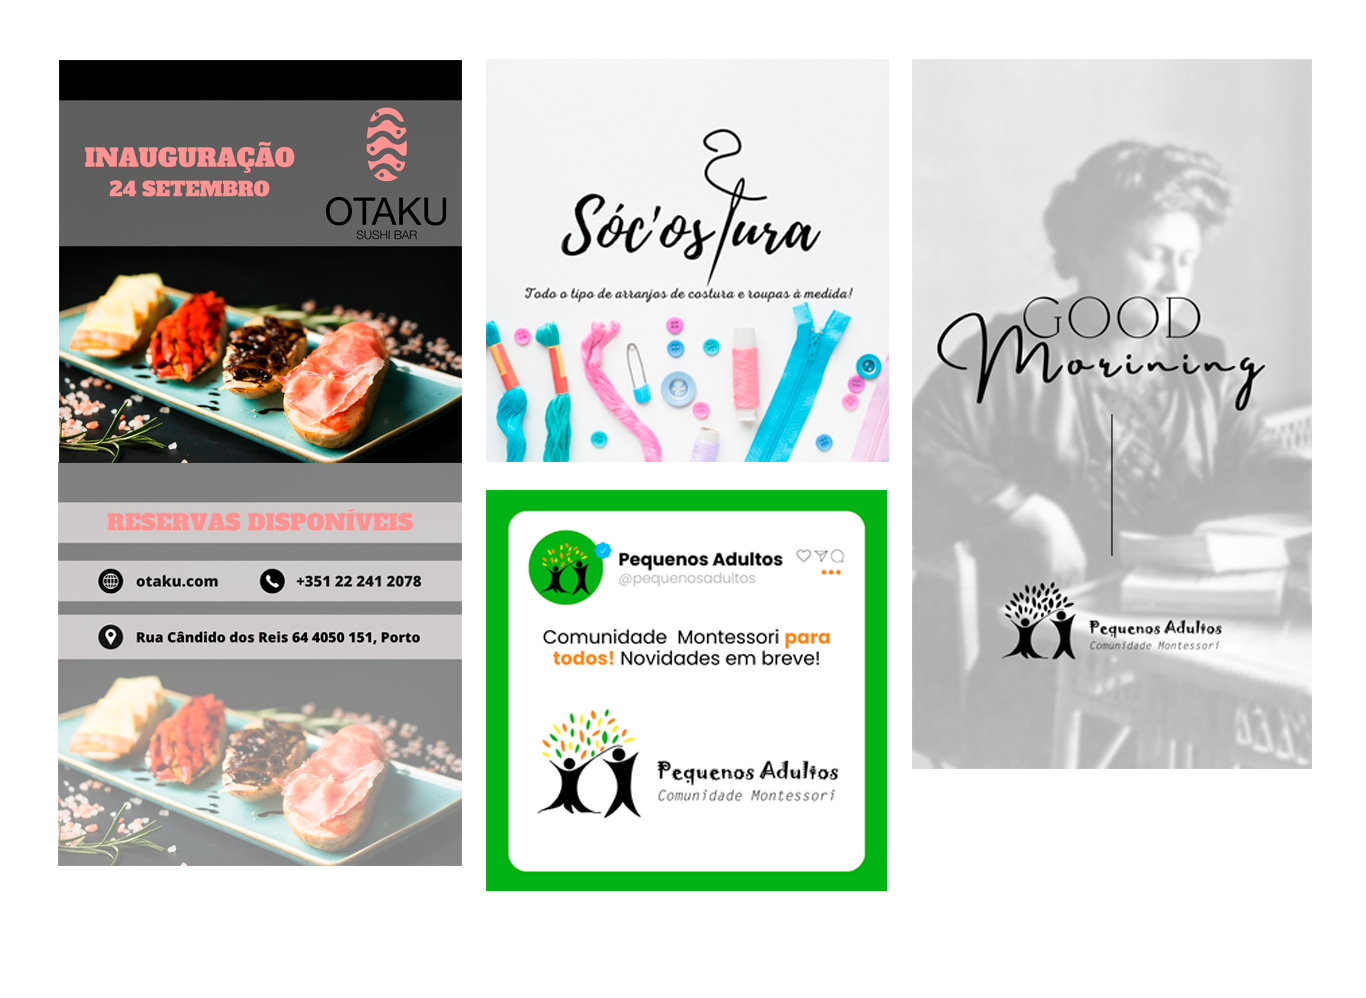 INAUGURAÇÃO
24 SETEMBRO
OTAKU
SUSHI BAR
RESERVAS DISPONÍVEIS
otaku.com
+351 22 241 2078
Rua Cândido dos Reis 64 4050 151, Porto
Sóc'ostura
Todo o tipo de arranjos de costura e roupas à medida!
Pequenos Adultos
@pequenosadultos
Comunidade Montessori para
todos! Novidades em breve!
Pequenos Adultos
Comunidade Montessori
GOOD
Morining
Pequenos Adultos
Comunidade Montessori